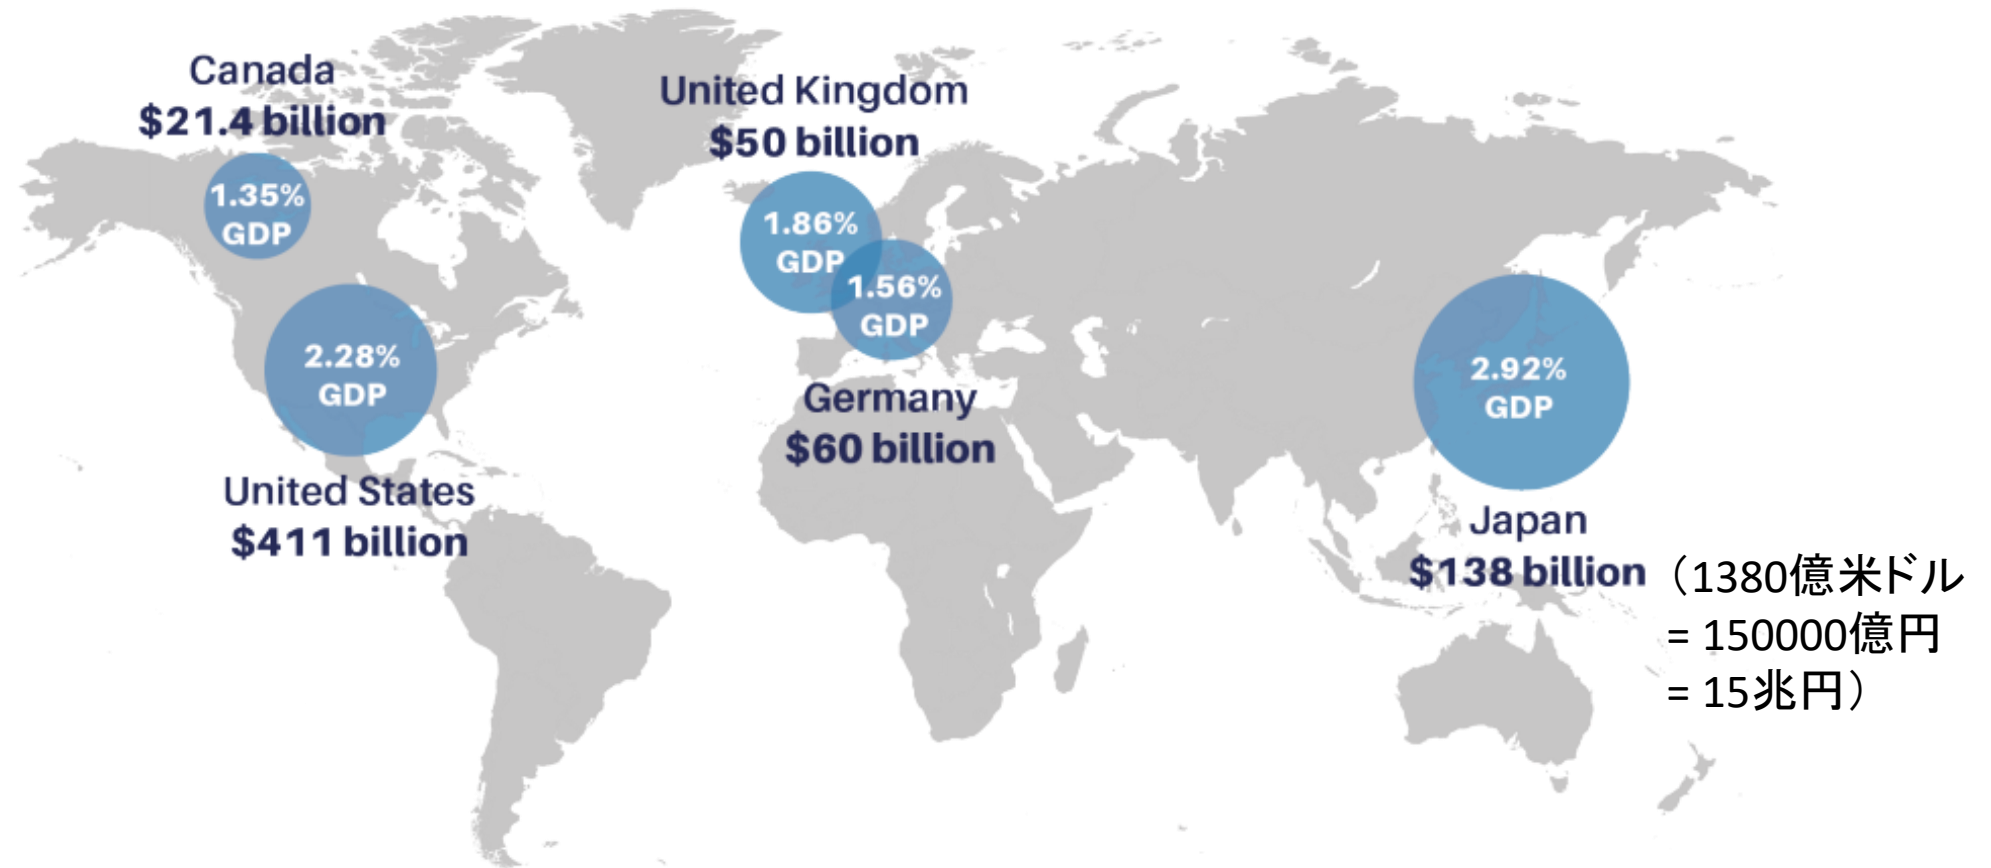 Canada
$21.4 billion
1.35%
GDP
United States
$411 billion
2.28%
GDP
United Kingdom
$50 billion
1.86%
GDP
1.56%
GDP
Germany
$60 billion
2.92%
GDP
Japan
$138 billion（1380億米ドル
= 150000億円
= 15兆円）